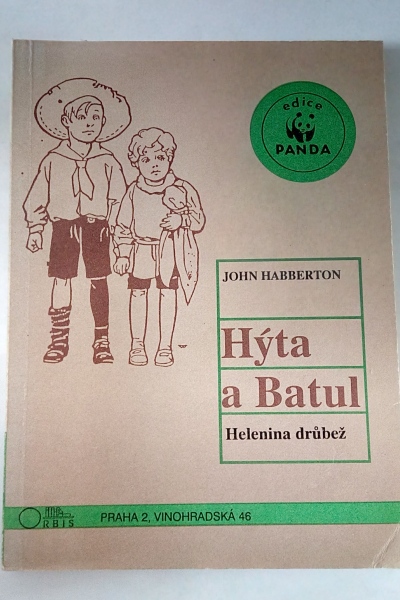 edice
PANDA
JOHN HABBERTON
Hýta
a Batul
Helenina drůbež
ORBIS
PRAHA 2, VINOHRADSKÁ 46